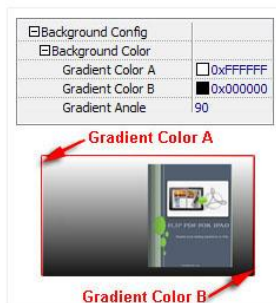 Background Config
Background Color
Gradient Color A 0xFFFFFF
Gradient Color B 0x000000
Gradient Angle 90
Gradient Color A
FLIP PDF FOR IPAD
Gradient Color B